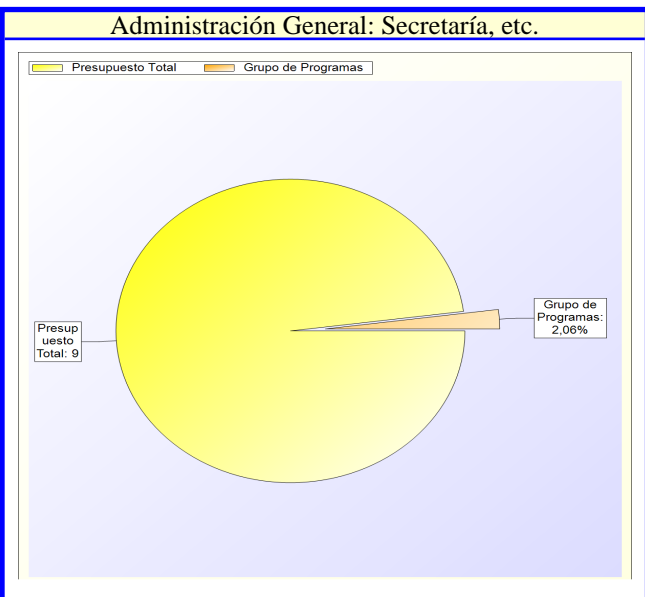 Administración General: Secretaría, etc.
Presupuesto Total
Grupo de Programas
Grupo de
Programas:
2,06%
Presup
uesto
Total: 9